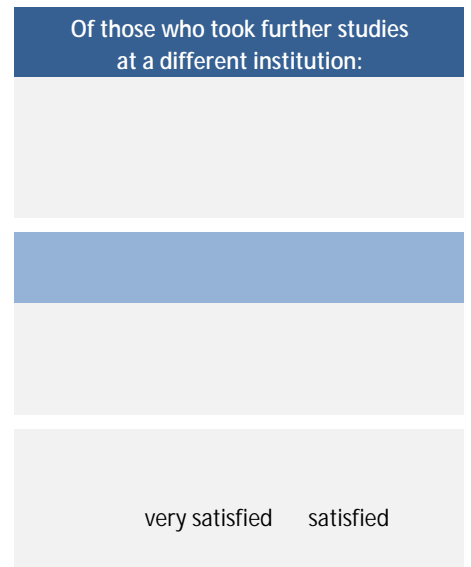 Of those who took further studies
at a different institution:
very satisfied satisfied